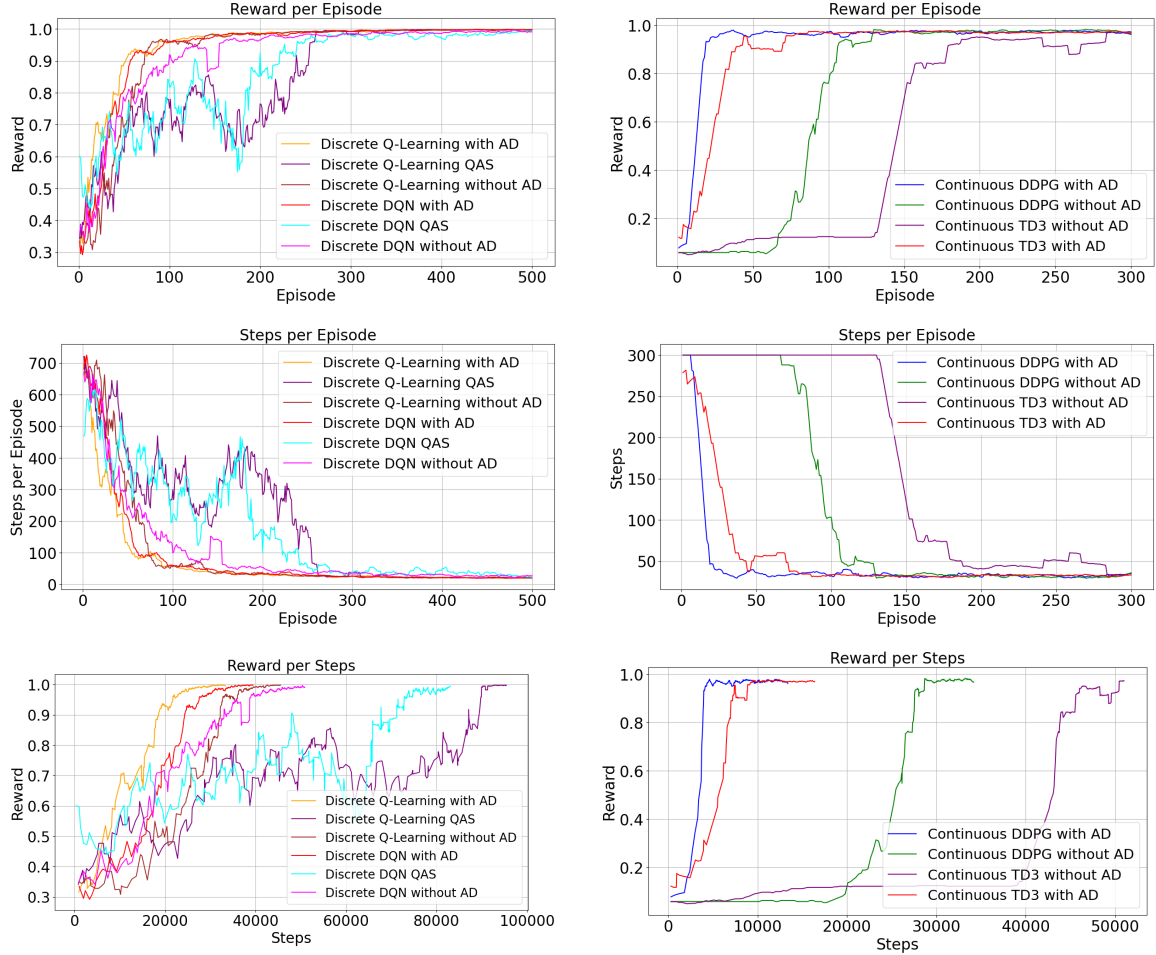 Reward per Episode
1.0
0.9
0.8
0.7
0.6
0.5
0.4
0.3
Reward
Discrete Q-Learning with AD
Discrete Q-Learning QAS
Discrete Q-Learning without AD
Discrete DQN with AD
Discrete DQN QAS
Discrete DQN without AD
0 100 200 300 400 500
Episode
Reward per Episode
1.0
0.8
0.6
0.4
0.2
Reward
Continuous DDPG with AD
Continuous DDPG without AD
Continuous TD3 without AD
Continuous TD3 with AD
0 50 100 150 200 250 300
Episode
Steps per Episode
700
600
500
400
300
200
100
0
Steps per Episode
Discrete Q-Learning with AD
Discrete Q-Learning QAS
Discrete Q-Learning without AD
Discrete DQN with AD
Discrete DQN QAS
Discrete DQN without AD
0 100 200 300 400 500
Episode
Steps per Episode
300
250
200
150
100
50
Steps
Continuous DDPG with AD
Continuous DDPG without AD
Continuous TD3 without AD
Continuous TD3 with AD
0 50 100 150 200 250 300
Episode
Reward per Steps
1.0
0.9
0.8
0.7
0.6
0.5
0.4
0.3
Reward
Discrete Q-Learning with AD
Discrete Q-Learning QAS
Discrete Q-Learning without AD
Discrete DQN with AD
Discrete DQN QAS
Discrete DQN without AD
0 20000 40000 60000 80000 100000
Steps
Reward per Steps
1.0
0.8
0.6
0.4
0.2
Reward
Continuous DDPG with AD
Continuous DDPG without AD
Continuous TD3 without AD
Continuous TD3 with AD
0 10000 20000 30000 40000 50000
Steps